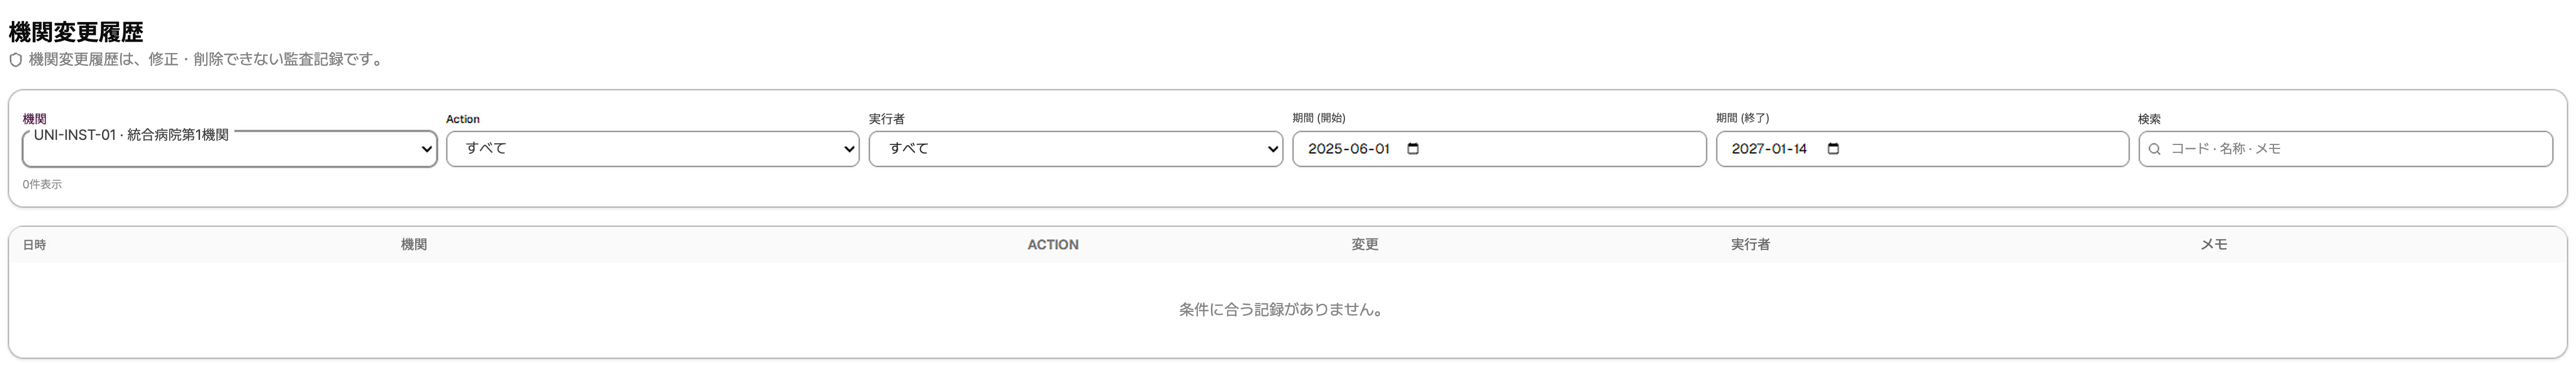 機関変更履歴
機関変更履歴は、修正・削除できない監査記録です。
機関 Action 実行者 期間 (開始) 期間 (終了) 検索
UNI-INST-01 · 統合病院第1機関 すべて すべて 2025-06-01 2027-01-14 コード · 名称 · メモ
0件表示
日時 機関 ACTION 変更 実行者 メモ
条件に合う記録がありません。